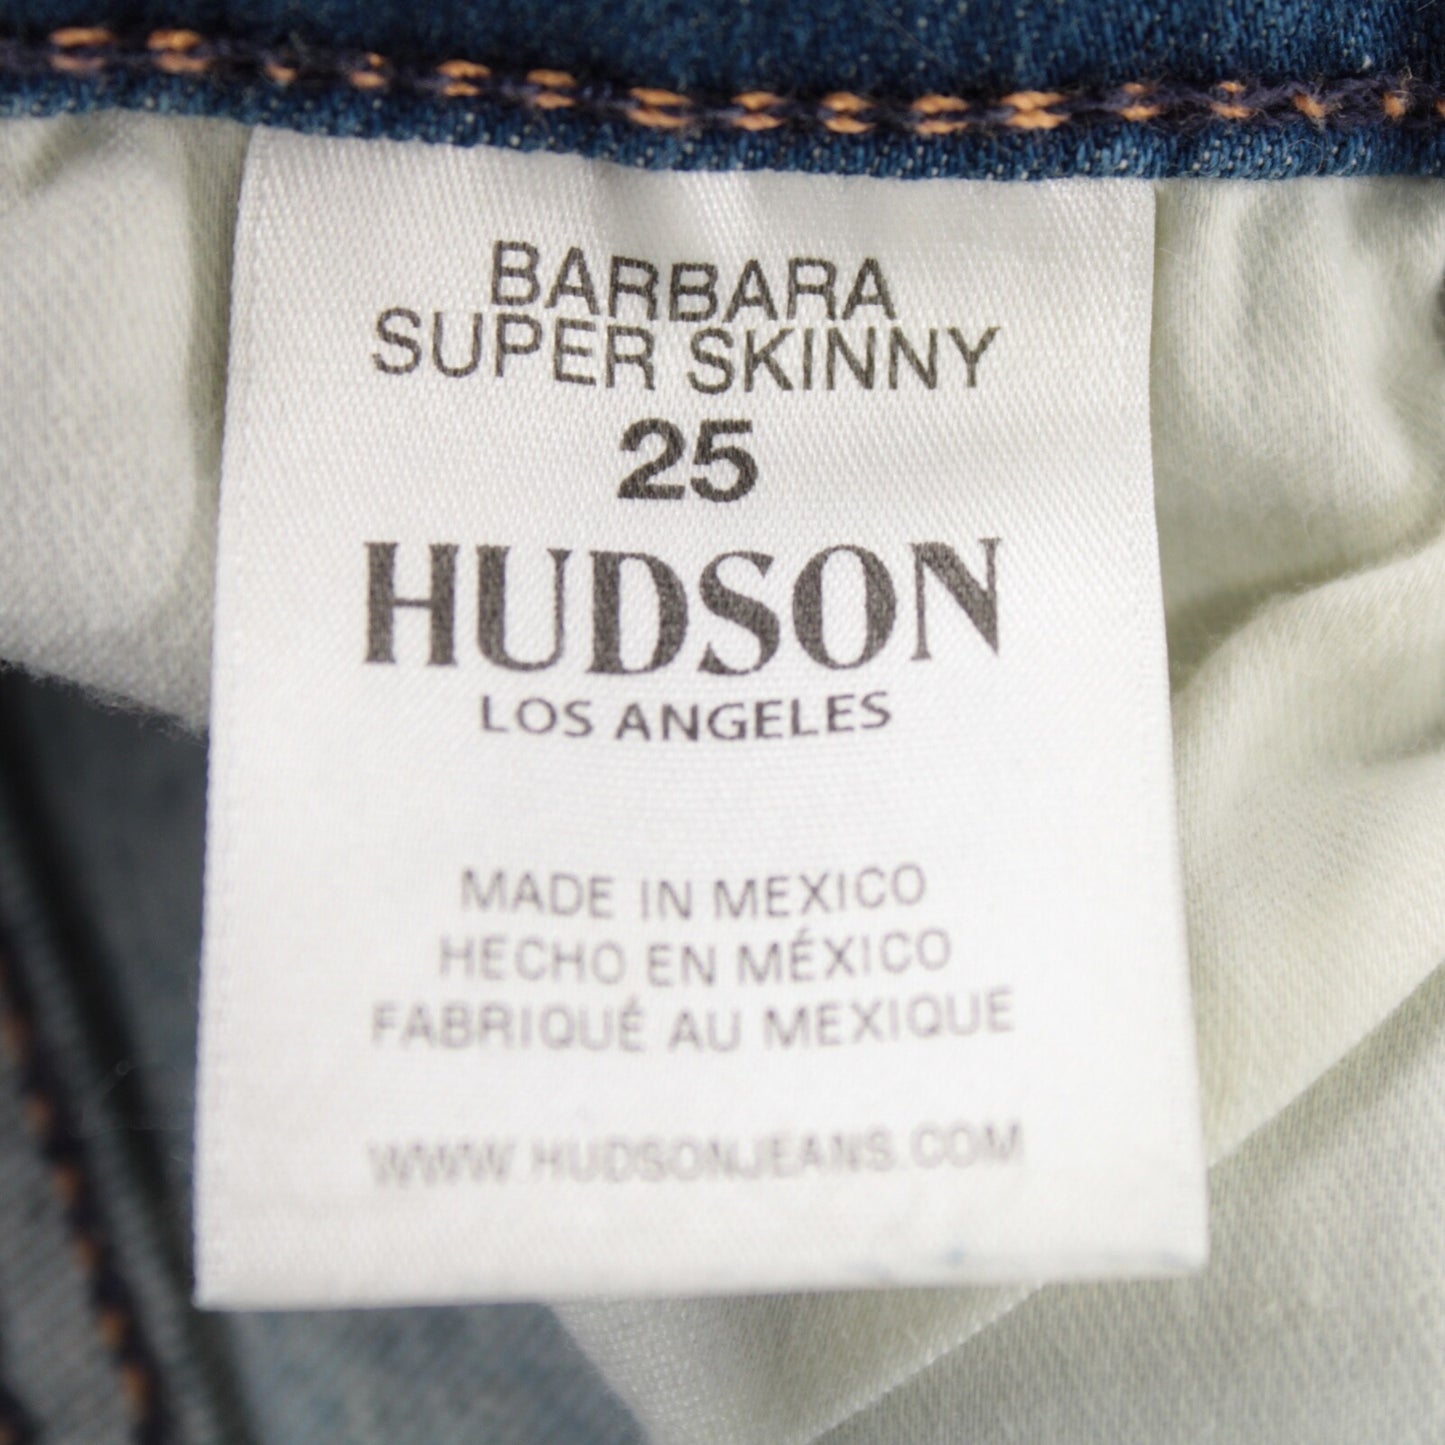 BARBARA
SUPER SKINNY
25
HUDSON
LOS ANGELES
MADE IN MEXICO
HECHO EN MÉXICO
FABRIQUÉ AU MEXIQUE
WWW.HUDSONJEANS.COM